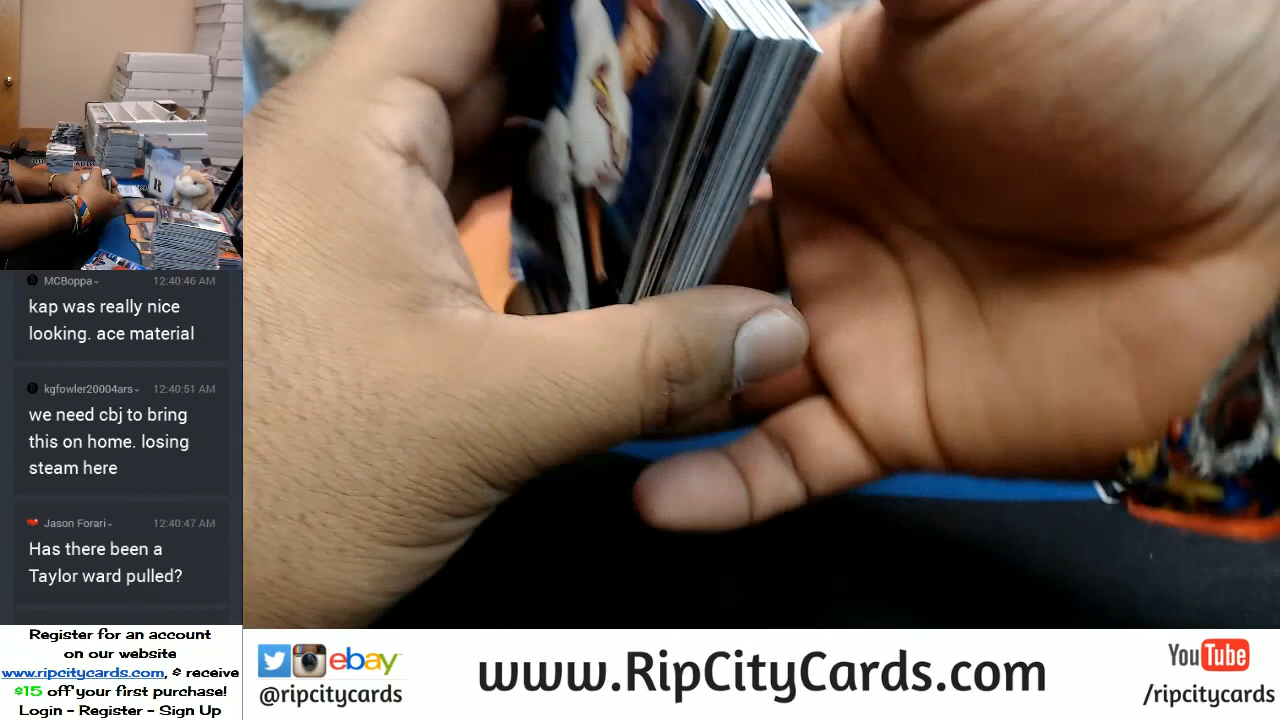 MCBoppa 12:40:46 AM
kap was really nice
looking. ace material
kgfowler20004ars 12:40:51 AM
we need cbj to bring
this on home. losing
steam here
Jason Forari 12:40:47 AM
Has there been a
Taylor ward pulled?
Register for an account
on our website
www.ripcitycards.com, & receive
$15 off your first purchase!
Login - Register - Sign Up
ebay
@ripcitycards
www.RipCityCards.com
YouTube
/ripcitycards